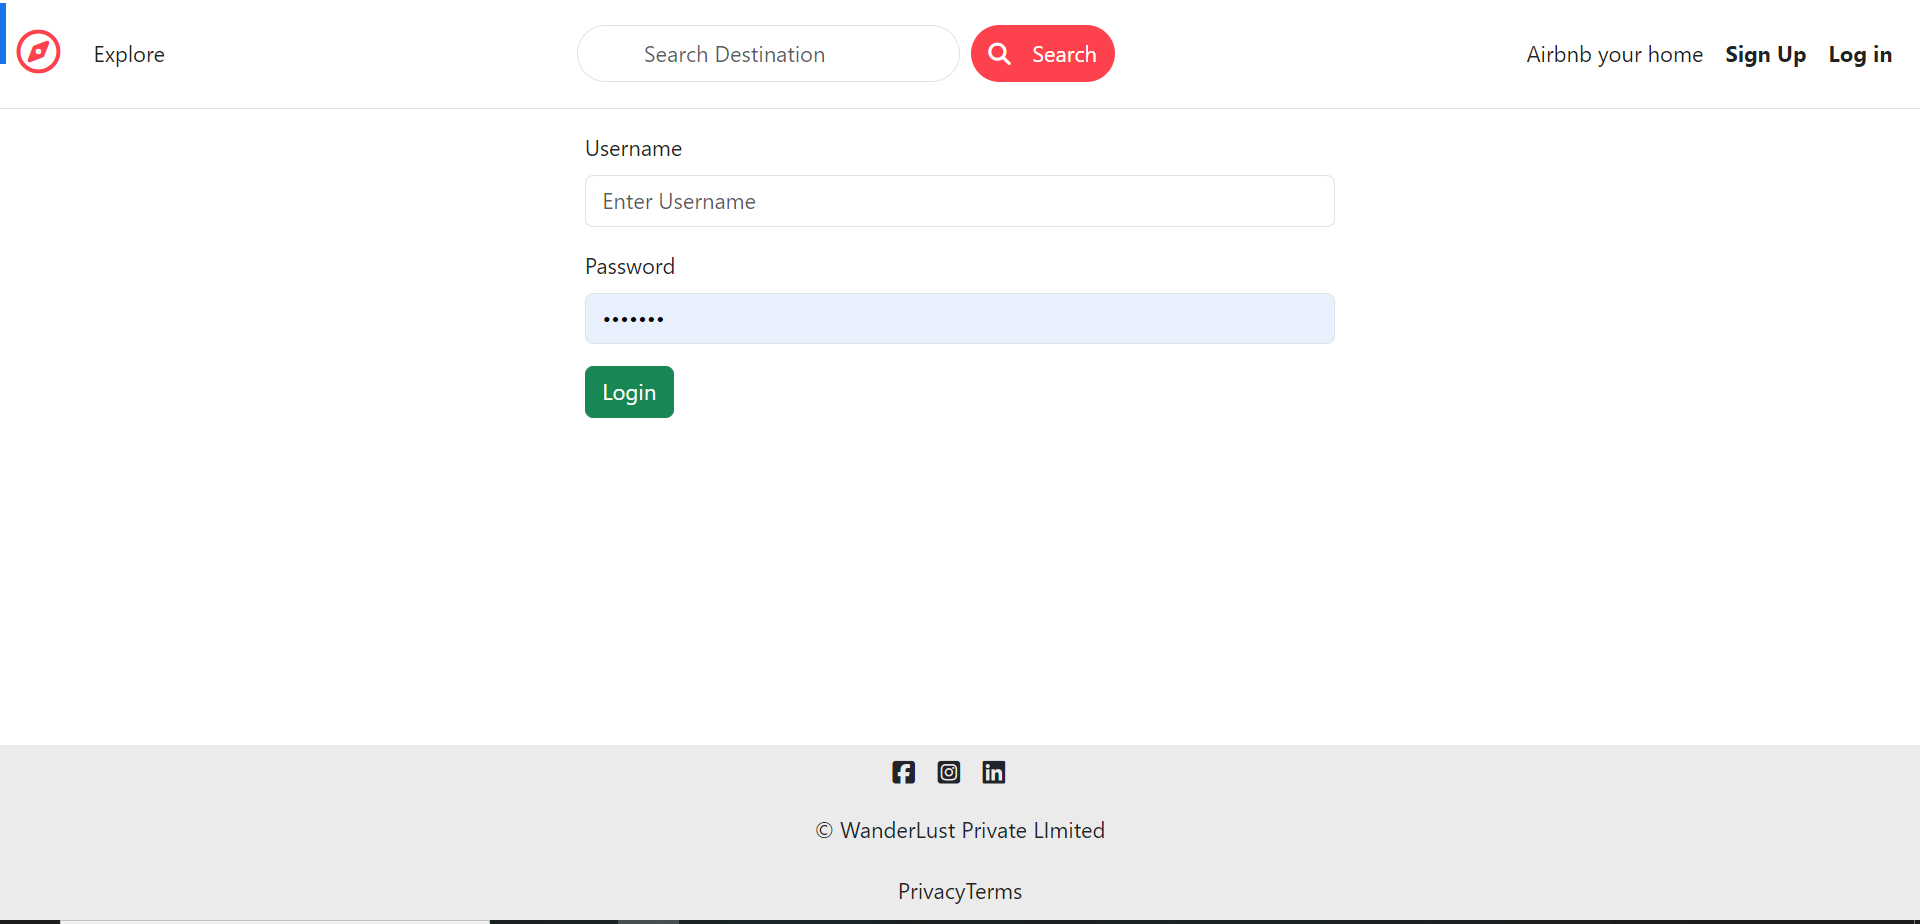 Explore
Search Destination
Search
Airbnb your home Sign Up Log in
Username
Enter Username
Password
•••••••
Login
© WanderLust Private LImited
PrivacyTerms